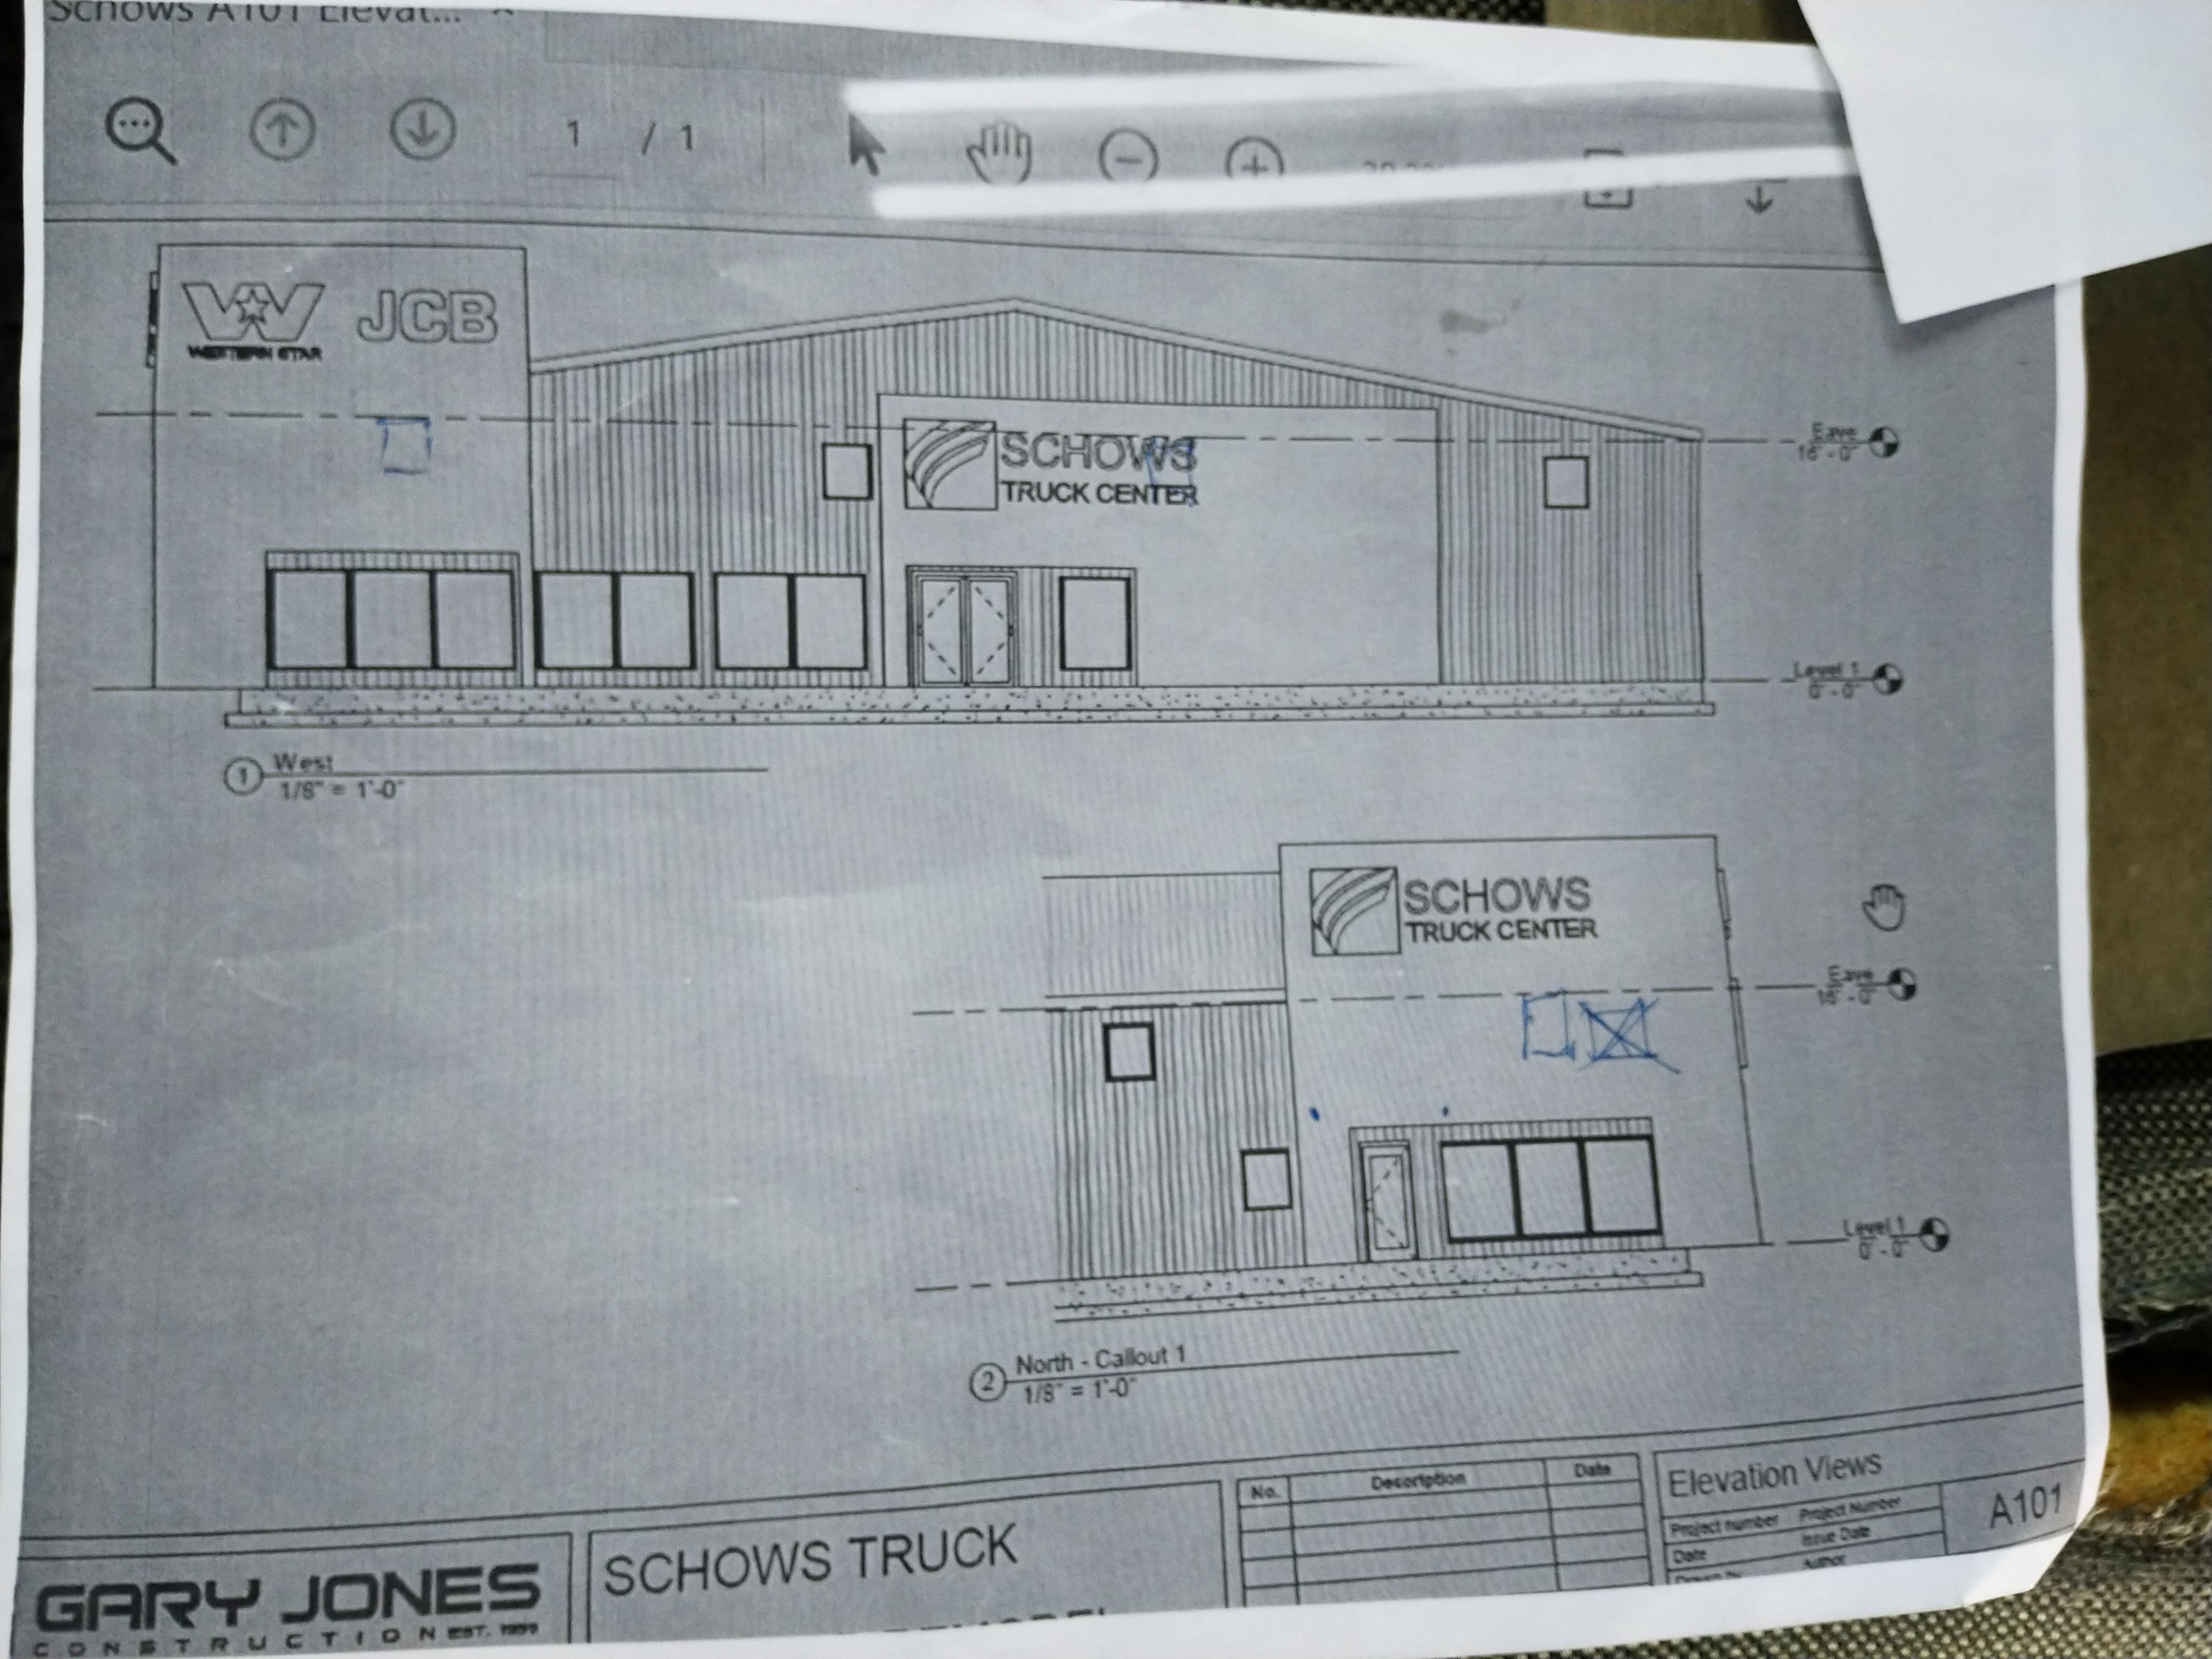 Schows A101 Elevat...
1 / 1
WESTERN STAR
JCB
SCHOWS
TRUCK CENTER
Eave
16' - 0"
Level 1
0' - 0"
1
West
1/8" = 1'-0"
SCHOWS
TRUCK CENTER
Eave
16' - 0"
Level 1
0' - 0"
2
North - Callout 1
1/8" = 1'-0"
GARY JONES
CONSTRUCTION EST.
SCHOWS TRUCK
No. Description Date
Elevation Views
Project number Project Number
Date Issue Date
Drawn by Author
A101